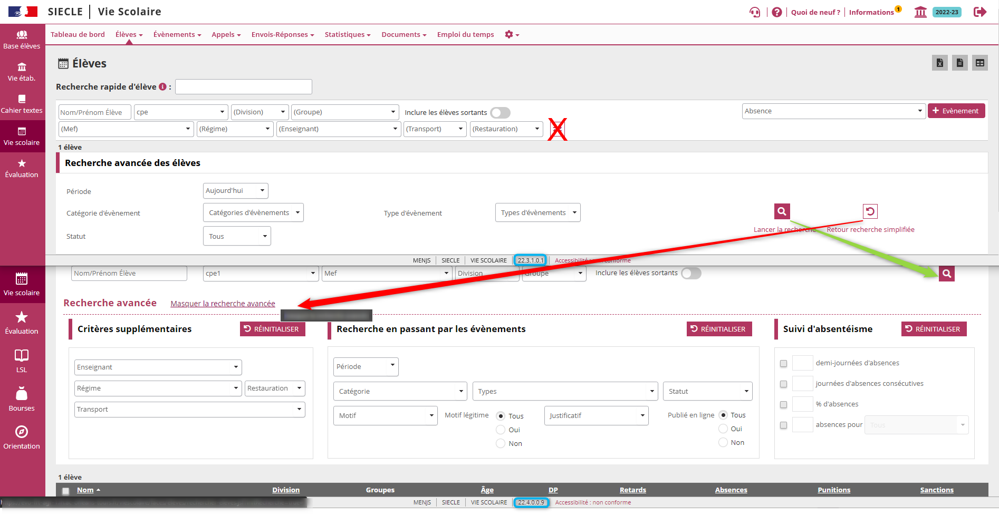 SIECLE | Vie Scolaire
Quoi de neuf ? | Informations 1
2022-23
Base élèves
Vie étab.
Cahier textes
Vie scolaire
Évaluation
Tableau de bord Élèves Évènements Appels Envois-Réponses Statistiques Documents Emploi du temps
Élèves
Recherche rapide d'élève :
Nom/Prénom Élève cpe (Division) (Groupe) Inclure les élèves sortants Absence + Evènement
(Mef) (Régime) (Enseignant) (Transport) (Restauration)
1 élève
Recherche avancée des élèves
Période Aujourd'hui
Catégorie d'évènement Catégories d'évènements Type d'évènement Types d'évènements
Lancer la recherche Retour recherche simplifiée
Statut Tous
MENJS | SIECLE | VIE SCOLAIRE | 22.3.1.0.1 | Accessibilité : non conforme
Vie scolaire
Évaluation
LSL
Bourses
Orientation
Nom/Prénom Élève cpe1 Mef Division Groupe Inclure les élèves sortants
Recherche avancée Masquer la recherche avancée
Critères supplémentaires RÉINITIALISER
Enseignant
Régime Restauration
Transport
Recherche en passant par les évènements RÉINITIALISER
Période
Catégorie Types Statut
Motif Motif légitime Tous Justificatif Publié en ligne Tous
Oui Oui
Non Non
Suivi d'absentéisme RÉINITIALISER
demi-journées d'absences
journées d'absences consécutives
% d'absences
absences pour Tous
1 élève
Nom Division Groupes Âge DP Retards Absences Punitions Sanctions
MENJS | SIECLE | VIE SCOLAIRE | 22.4.0.0.9 | Accessibilité : non conforme